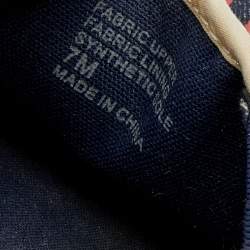 FABRIC UPPER
FABRIC LINING
SYNTHETIC SOLE
7M
MADE IN CHINA